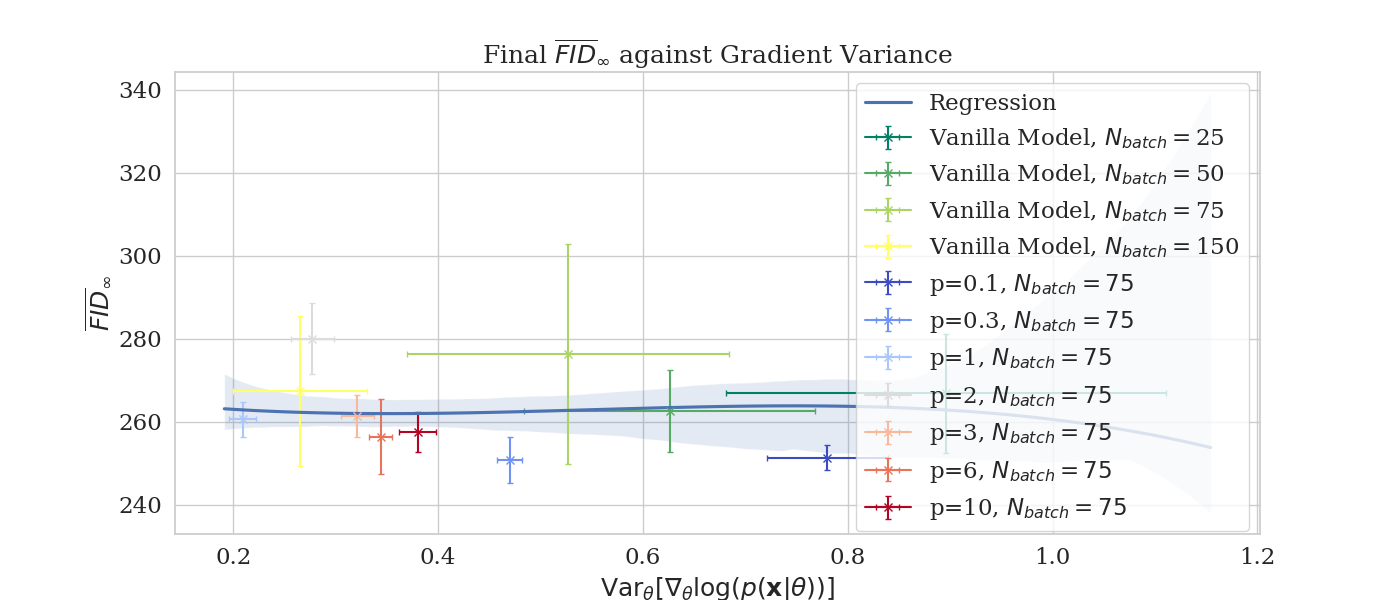 Final $\overline{FID}_\infty$ against Gradient Variance
$\overline{FID}_\infty$
340
320
300
280
260
240
0.2 0.4 0.6 0.8 1.0 1.2
$\mathrm{Var}_\theta[\nabla_\theta \log(p(\mathbf{x}|\theta))]$
Regression
Vanilla Model, $N_{batch} = 25$
Vanilla Model, $N_{batch} = 50$
Vanilla Model, $N_{batch} = 75$
Vanilla Model, $N_{batch} = 150$
p=0.1, $N_{batch} = 75$
p=0.3, $N_{batch} = 75$
p=1, $N_{batch} = 75$
p=2, $N_{batch} = 75$
p=3, $N_{batch} = 75$
p=6, $N_{batch} = 75$
p=10, $N_{batch} = 75$